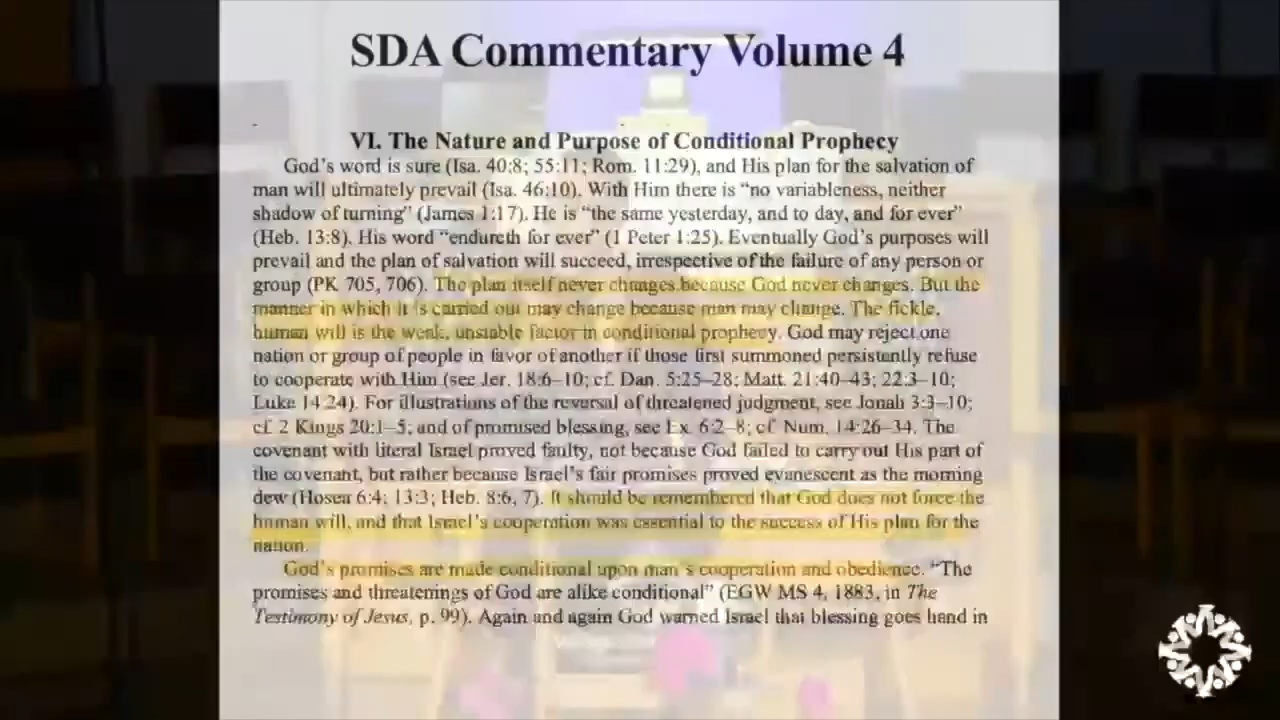 SDA Commentary Volume 4
VI. The Nature and Purpose of Conditional Prophecy
God's word is sure (Isa. 40:8; 55:11; Rom. 11:29), and His plan for the salvation of
man will ultimately prevail (Isa. 46:10). With Him there is “no variableness, neither
shadow of turning” (James 1:17). He is “the same yesterday, and to day, and for ever”
(Heb. 13:8). His word “endureth for ever” (1 Peter 1:25). Eventually God's purposes will
prevail and the plan of salvation will succeed, irrespective of the failure of any person or
group (PK 705, 706). The plan itself never changes because God never changes. But the
manner in which it is carried out may change because man may change. The fickle,
human will is the weak, unstable factor in conditional prophecy. God may reject one
nation or group of people in favor of another if those first summoned persistently refuse
to cooperate with Him (see Jer. 18:6–10; cf. Dan. 5:25–28; Matt. 21:40–43; 22:3–10;
Luke 14:24). For illustrations of the reversal of threatened judgment, see Jonah 3:3–10;
cf. 2 Kings 20:1–5; and of promised blessing, see Ex. 6:2–8; cf. Num. 14:26–34. The
covenant with literal Israel proved faulty, not because God failed to carry out His part of
the covenant, but rather because Israel's fair promises proved evanescent as the morning
dew (Hosea 6:4; 13:3; Heb. 8:6, 7). It should be remembered that God does not force the
human will, and that Israel's cooperation was essential to the success of His plan for the
nation.
God's promises are made conditional upon man's cooperation and obedience. “The
promises and threatenings of God are alike conditional” (EGW MS 4, 1883, in The
Testimony of Jesus, p. 99). Again and again God warned Israel that blessing goes hand in